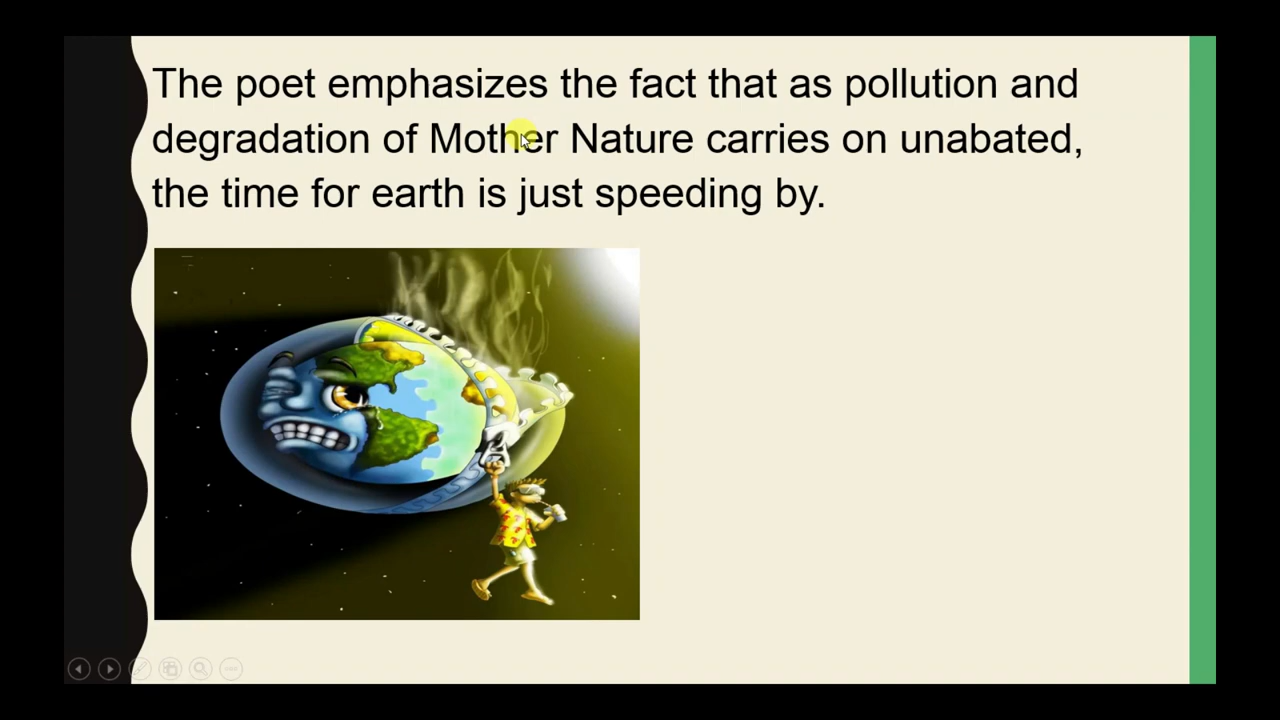 The poet emphasizes the fact that as pollution and
degradation of Mother Nature carries on unabated,
the time for earth is just speeding by.